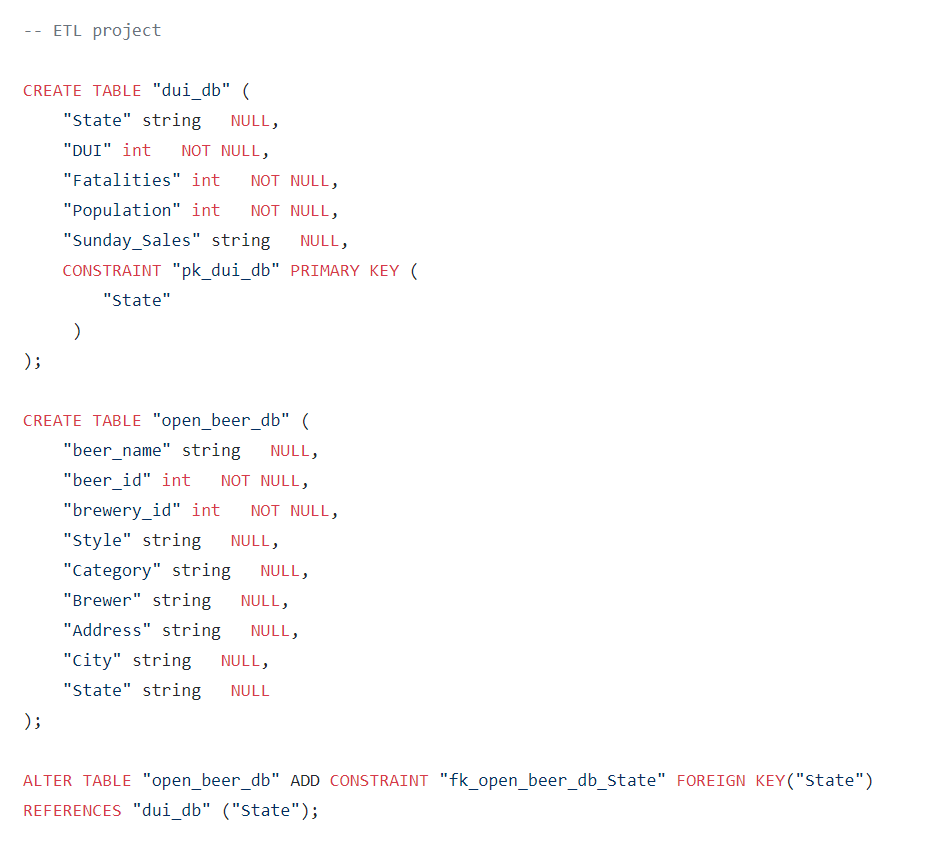 -- ETL project
CREATE TABLE "dui_db" (
    "State" string   NULL,
    "DUI" int   NOT NULL,
    "Fatalities" int   NOT NULL,
    "Population" int   NOT NULL,
    "Sunday_Sales" string   NULL,
    CONSTRAINT "pk_dui_db" PRIMARY KEY (
        "State"
     )
);
CREATE TABLE "open_beer_db" (
    "beer_name" string   NULL,
    "beer_id" int   NOT NULL,
    "brewery_id" int   NOT NULL,
    "Style" string   NULL,
    "Category" string   NULL,
    "Brewer" string   NULL,
    "Address" string   NULL,
    "City" string   NULL,
    "State" string   NULL
);
ALTER TABLE "open_beer_db" ADD CONSTRAINT "fk_open_beer_db_State" FOREIGN KEY("State")
REFERENCES "dui_db" ("State");